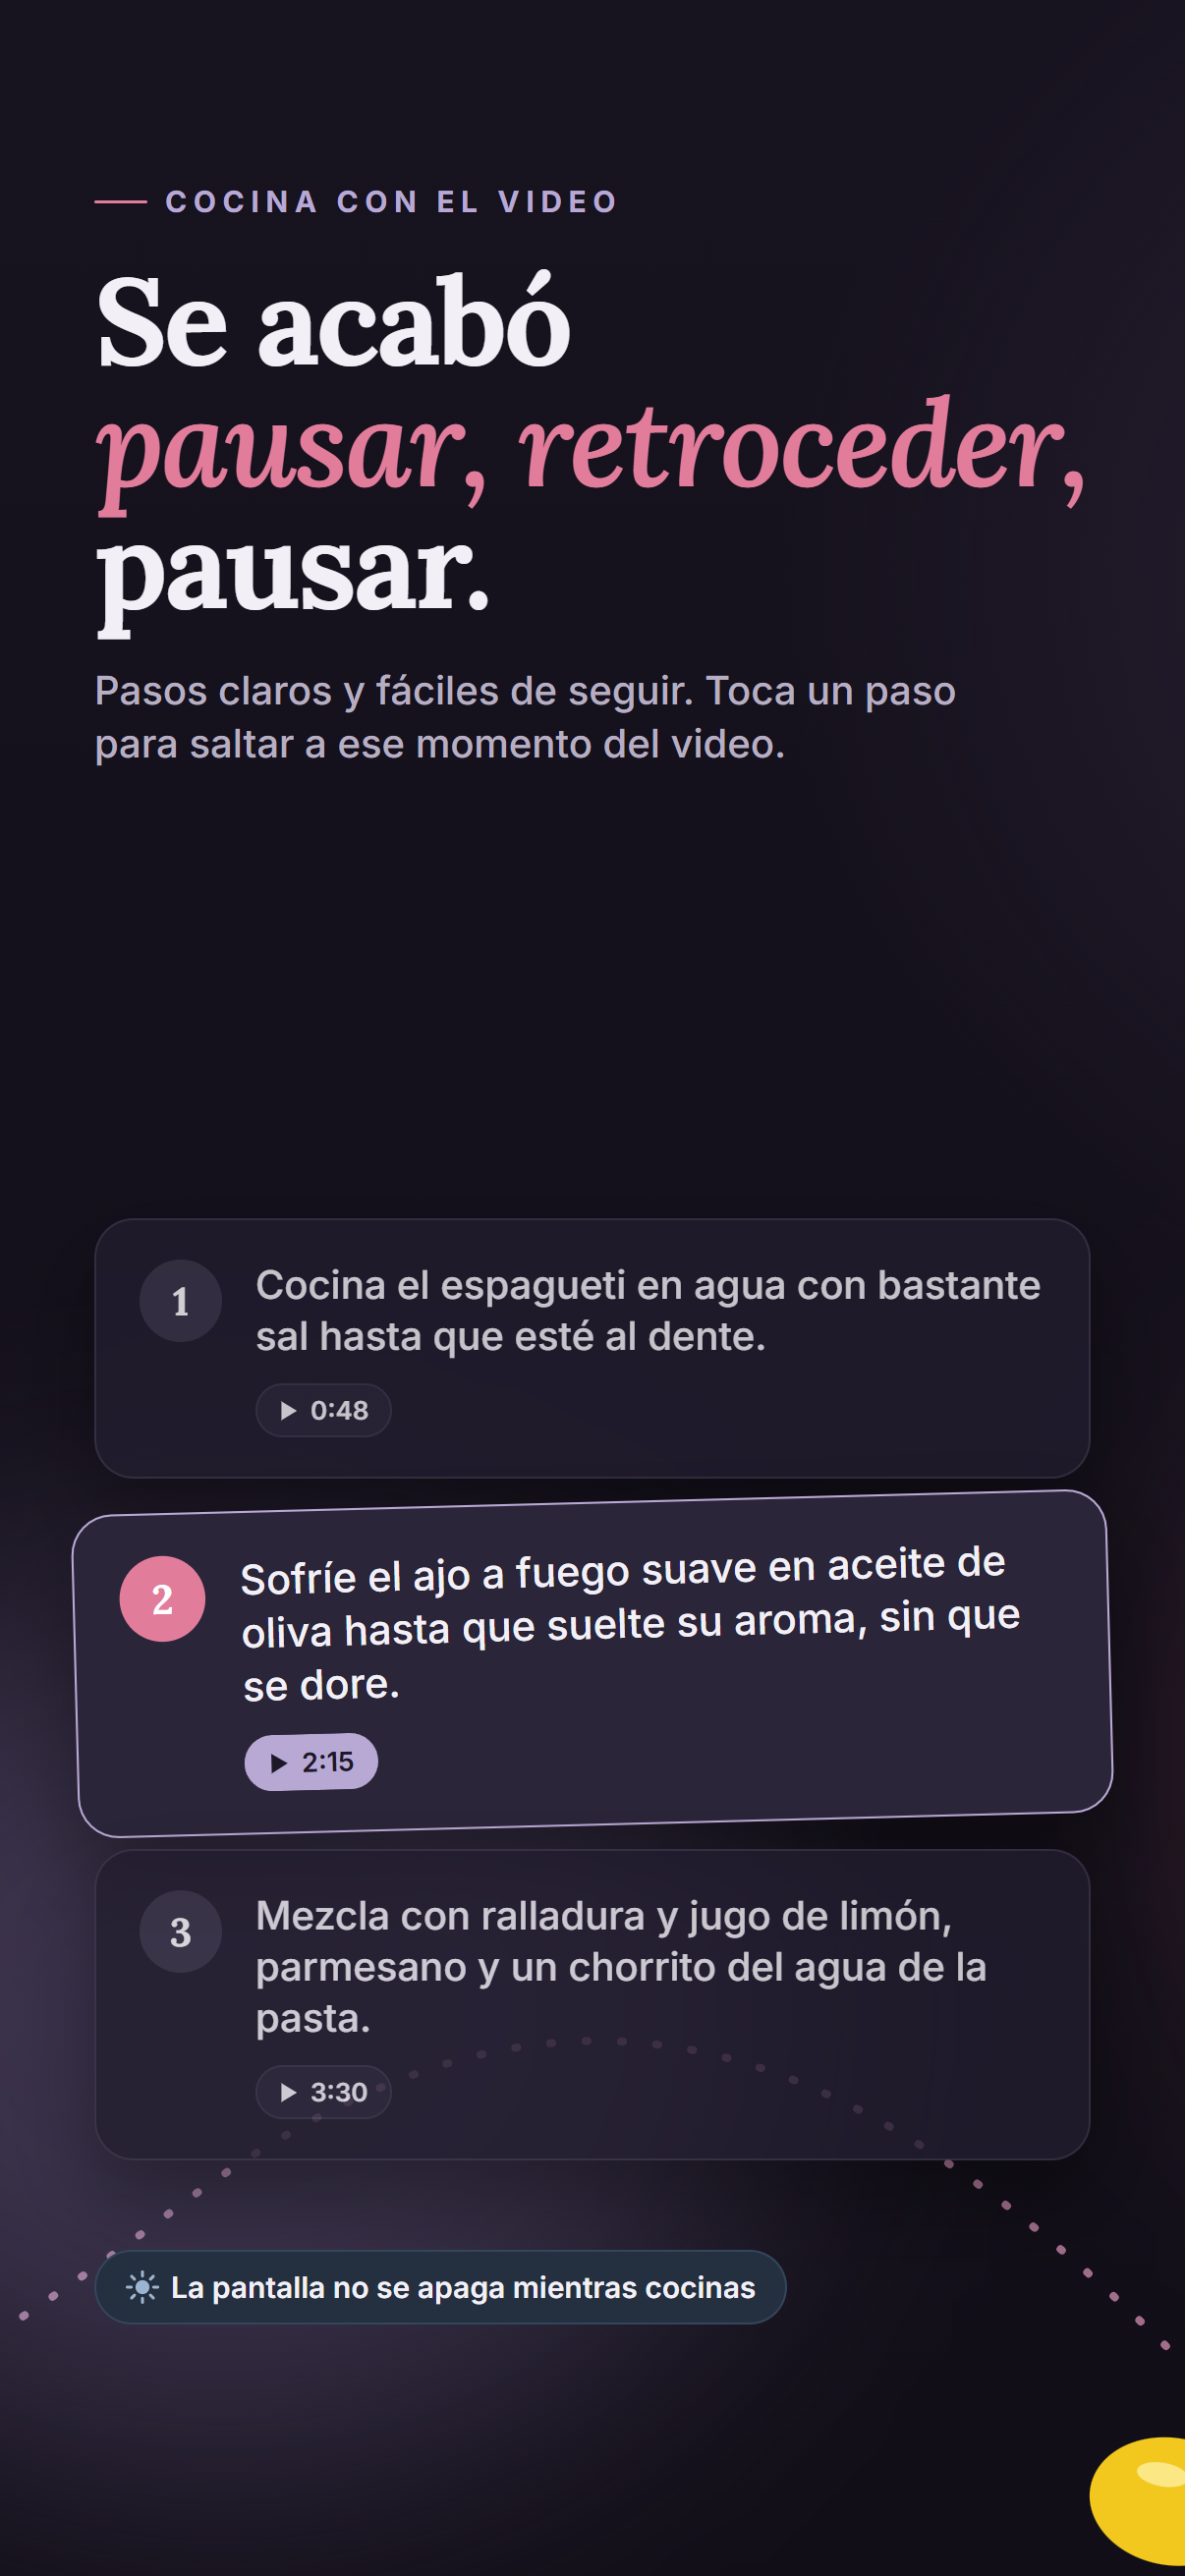 COCINA CON EL VIDEO
Se acabó
pausar, retroceder,
pausar.
Pasos claros y fáciles de seguir. Toca un paso
para saltar a ese momento del video.
1
Cocina el espagueti en agua con bastante
sal hasta que esté al dente.
0:48
2
Sofríe el ajo a fuego suave en aceite de
oliva hasta que suelte su aroma, sin que
se dore.
2:15
3
Mezcla con ralladura y jugo de limón,
parmesano y un chorrito del agua de la
pasta.
3:30
La pantalla no se apaga mientras cocinas